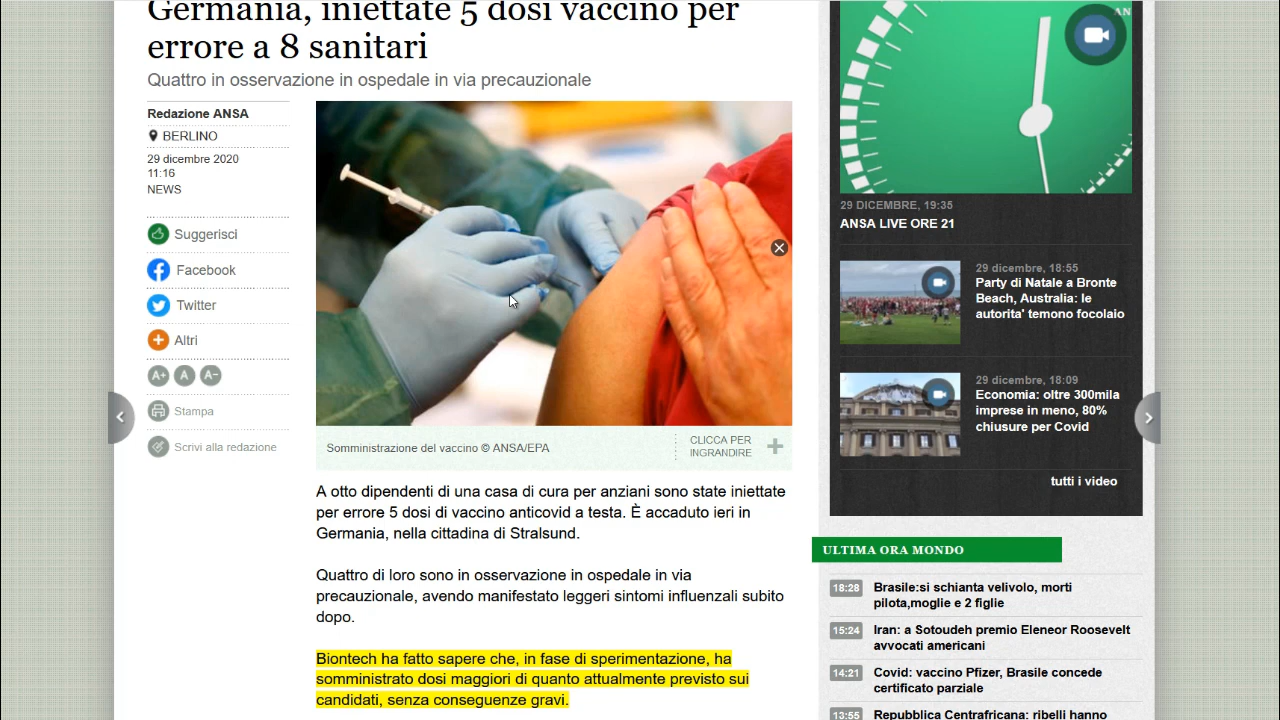 Germania, iniettate 5 dosi vaccino per
errore a 8 sanitari
Quattro in osservazione in ospedale in via precauzionale
Redazione ANSA
BERLINO
29 dicembre 2020
11:16
NEWS
Suggerisci
Facebook
Twitter
Altri
A+ A A-
Stampa
Scrivi alla redazione
Somministrazione del vaccino © ANSA/EPA
CLICCA PER
INGRANDIRE
A otto dipendenti di una casa di cura per anziani sono state iniettate
per errore 5 dosi di vaccino anticovid a testa. È accaduto ieri in
Germania, nella cittadina di Stralsund.
Quattro di loro sono in osservazione in ospedale in via
precauzionale, avendo manifestato leggeri sintomi influenzali subito
dopo.
Biontech ha fatto sapere che, in fase di sperimentazione, ha
somministrato dosi maggiori di quanto attualmente previsto sui
candidati, senza conseguenze gravi.
AN
29 DICEMBRE, 19:35
ANSA LIVE ORE 21
29 dicembre, 18:55
Party di Natale a Bronte
Beach, Australia: le
autorita' temono focolaio
29 dicembre, 18:09
Economia: oltre 300mila
imprese in meno, 80%
chiusure per Covid
tutti i video
ULTIMA ORA MONDO
18:28 Brasile:si schianta velivolo, morti
pilota,moglie e 2 figlie
15:24 Iran: a Sotoudeh premio Eleneor Roosevelt
avvocati americani
14:21 Covid: vaccino Pfizer, Brasile concede
certificato parziale
13:55 Repubblica Centrafricana: ribelli hanno